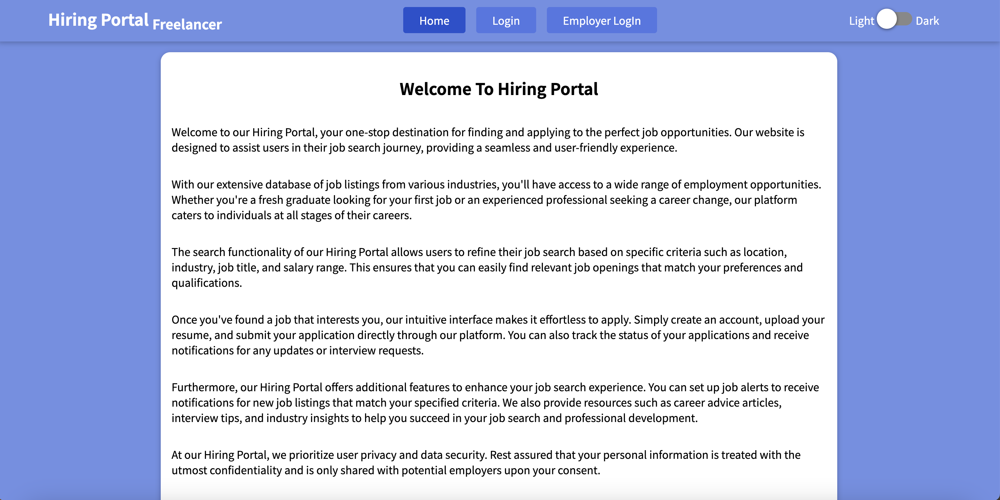 Hiring Portal Freelancer
Home
Login
Employer LogIn
Light
Dark
Welcome To Hiring Portal
Welcome to our Hiring Portal, your one-stop destination for finding and applying to the perfect job opportunities. Our website is
designed to assist users in their job search journey, providing a seamless and user-friendly experience.
With our extensive database of job listings from various industries, you'll have access to a wide range of employment opportunities.
Whether you're a fresh graduate looking for your first job or an experienced professional seeking a career change, our platform
caters to individuals at all stages of their careers.
The search functionality of our Hiring Portal allows users to refine their job search based on specific criteria such as location,
industry, job title, and salary range. This ensures that you can easily find relevant job openings that match your preferences and
qualifications.
Once you've found a job that interests you, our intuitive interface makes it effortless to apply. Simply create an account, upload your
resume, and submit your application directly through our platform. You can also track the status of your applications and receive
notifications for any updates or interview requests.
Furthermore, our Hiring Portal offers additional features to enhance your job search experience. You can set up job alerts to receive
notifications for new job listings that match your specified criteria. We also provide resources such as career advice articles,
interview tips, and industry insights to help you succeed in your job search and professional development.
At our Hiring Portal, we prioritize user privacy and data security. Rest assured that your personal information is treated with the
utmost confidentiality and is only shared with potential employers upon your consent.